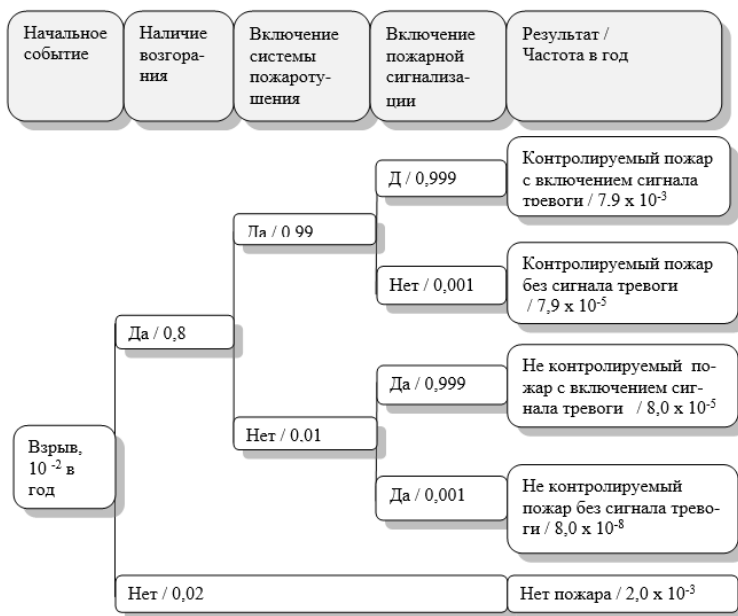 Начальное
событие
Наличие
возгора-
ния
Включение
системы
пожароту-
шения
Включение
пожарной
сигнализа-
ции
Результат /
Частота в год
Д / 0,999
Контролируемый пожар
с включением сигнала
тревоги / 7.9 х 10⁻³
Да / 0.99
Нет / 0,001
Контролируемый пожар
без сигнала тревоги
/ 7,9 х 10⁻⁵
Да / 0,8
Да / 0,999
Не контролируемый по-
жар с включением сиг-
нала тревоги / 8,0 х 10⁻⁵
Нет / 0.01
Взрыв,
10 ⁻² в
год
Да / 0,001
Не контролируемый
пожар без сигнала трево-
ги / 8,0 х 10⁻⁸
Нет / 0,02
Нет пожара / 2,0 х 10⁻³